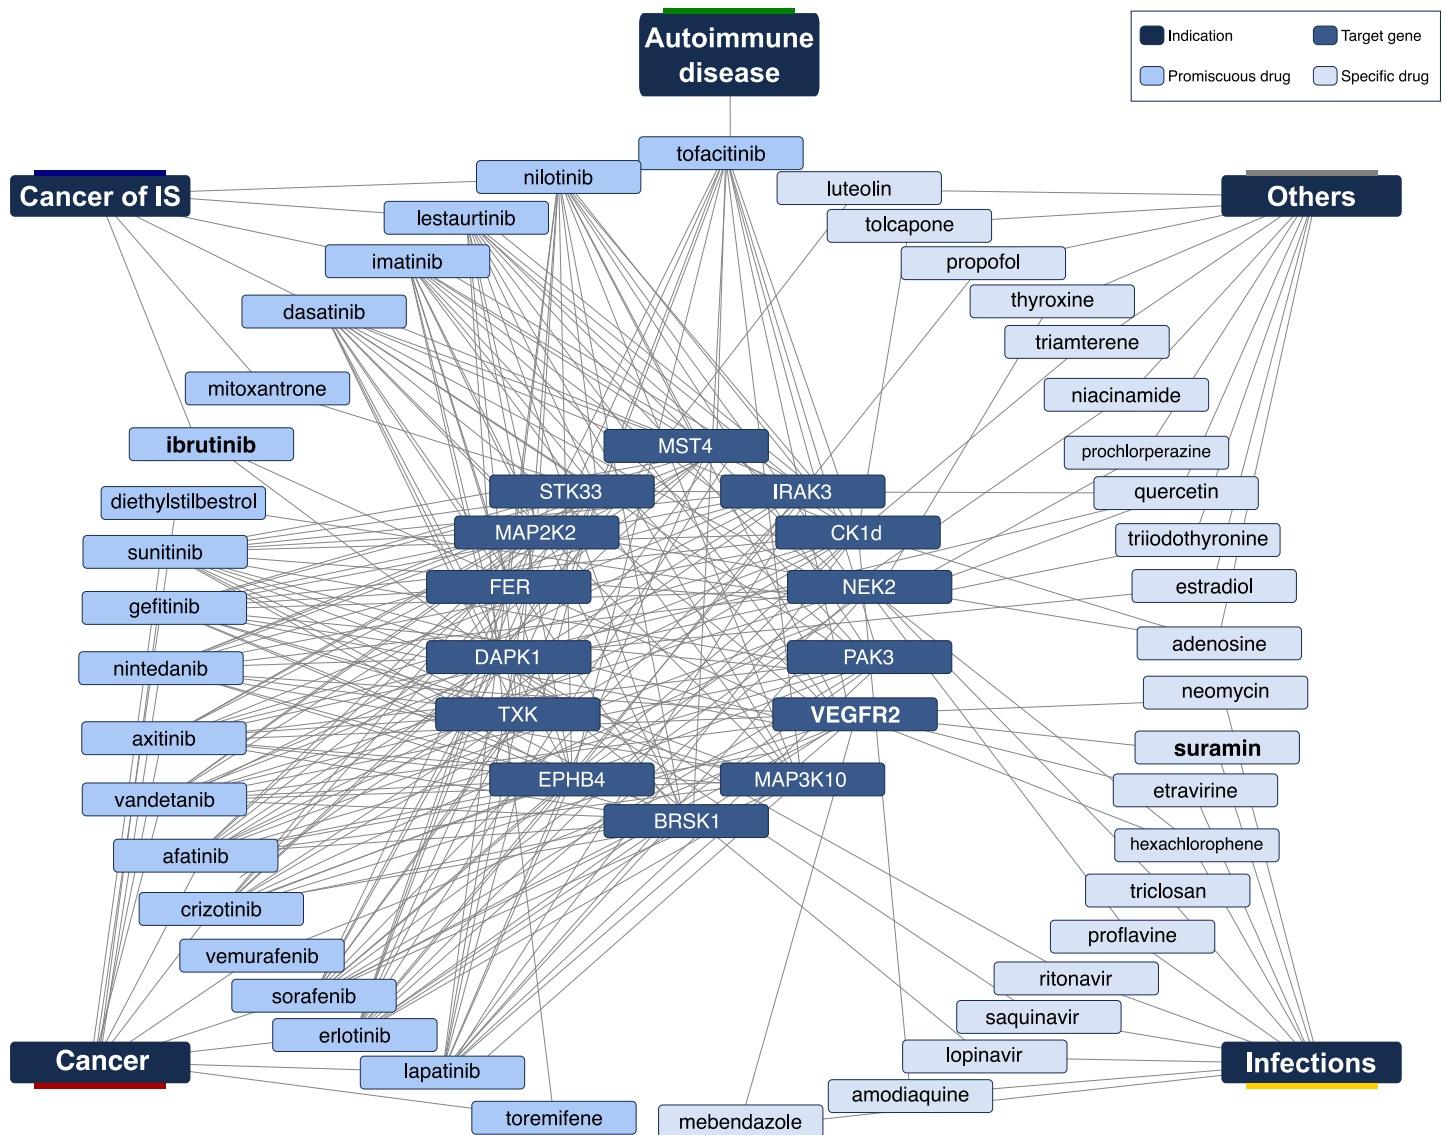 Autoimmune
disease
Indication
Target gene
Promiscuous drug
Specific drug
tofacitinib
nilotinib
luteolin
Cancer of IS
Others
lestaurtinib
tolcapone
imatinib
propofol
thyroxine
dasatinib
triamterene
mitoxantrone
niacinamide
ibrutinib
MST4
prochlorperazine
STK33
IRAK3
quercetin
diethylstilbestrol
MAP2K2
CK1d
triiodothyronine
sunitinib
FER
NEK2
estradiol
gefitinib
adenosine
DAPK1
PAK3
nintedanib
neomycin
TXK
VEGFR2
axitinib
suramin
EPHB4
MAP3K10
etravirine
vandetanib
BRSK1
hexachlorophene
afatinib
triclosan
crizotinib
proflavine
vemurafenib
ritonavir
sorafenib
saquinavir
erlotinib
lopinavir
Cancer
Infections
lapatinib
amodiaquine
toremifene
mebendazole